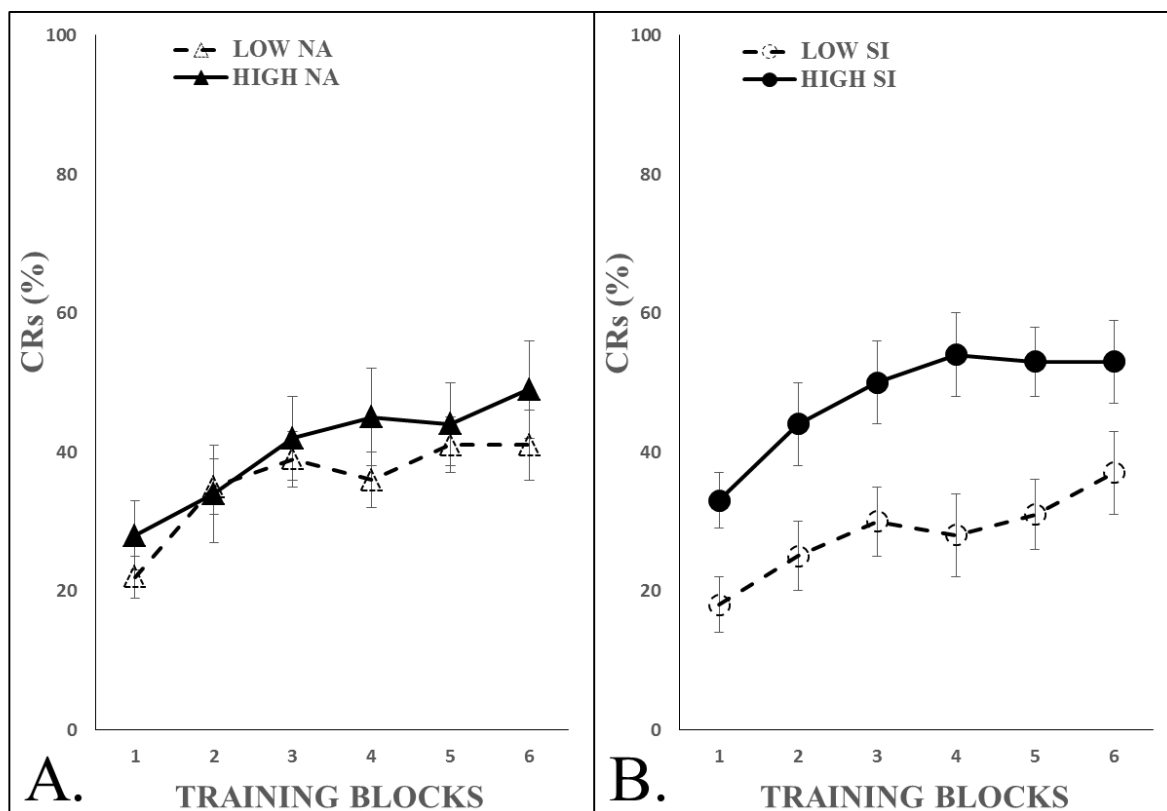 LOW NA
HIGH NA
CRs (%)
100
80
60
40
20
0
1 2 3 4 5 6
TRAINING BLOCKS
A.
LOW SI
HIGH SI
CRs (%)
100
80
60
40
20
0
1 2 3 4 5 6
TRAINING BLOCKS
B.